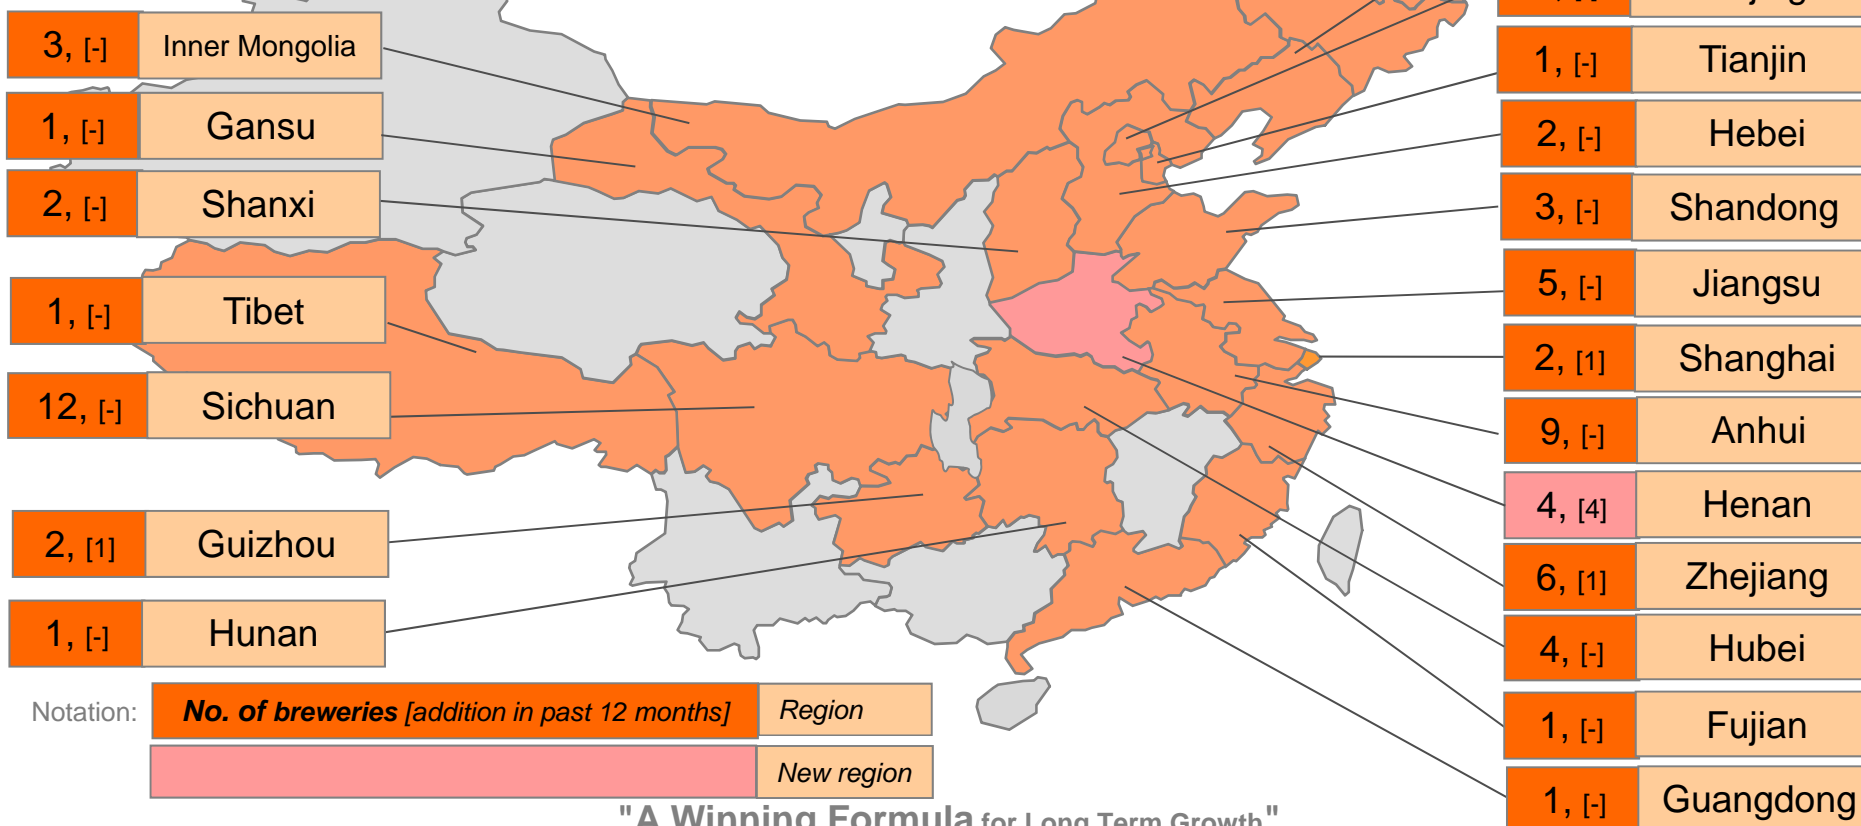 3, [-] Inner Mongolia
1, [-] Gansu
2, [-] Shanxi
1, [-] Tibet
12, [-] Sichuan
2, [1] Guizhou
1, [-] Hunan
1, [-] Tianjin
2, [-] Hebei
3, [-] Shandong
5, [-] Jiangsu
2, [1] Shanghai
9, [-] Anhui
4, [4] Henan
6, [1] Zhejiang
4, [-] Hubei
1, [-] Fujian
1, [-] Guangdong
Notation: No. of breweries [addition in past 12 months] Region
New region
"A Winning Formula for Long Term Growth"